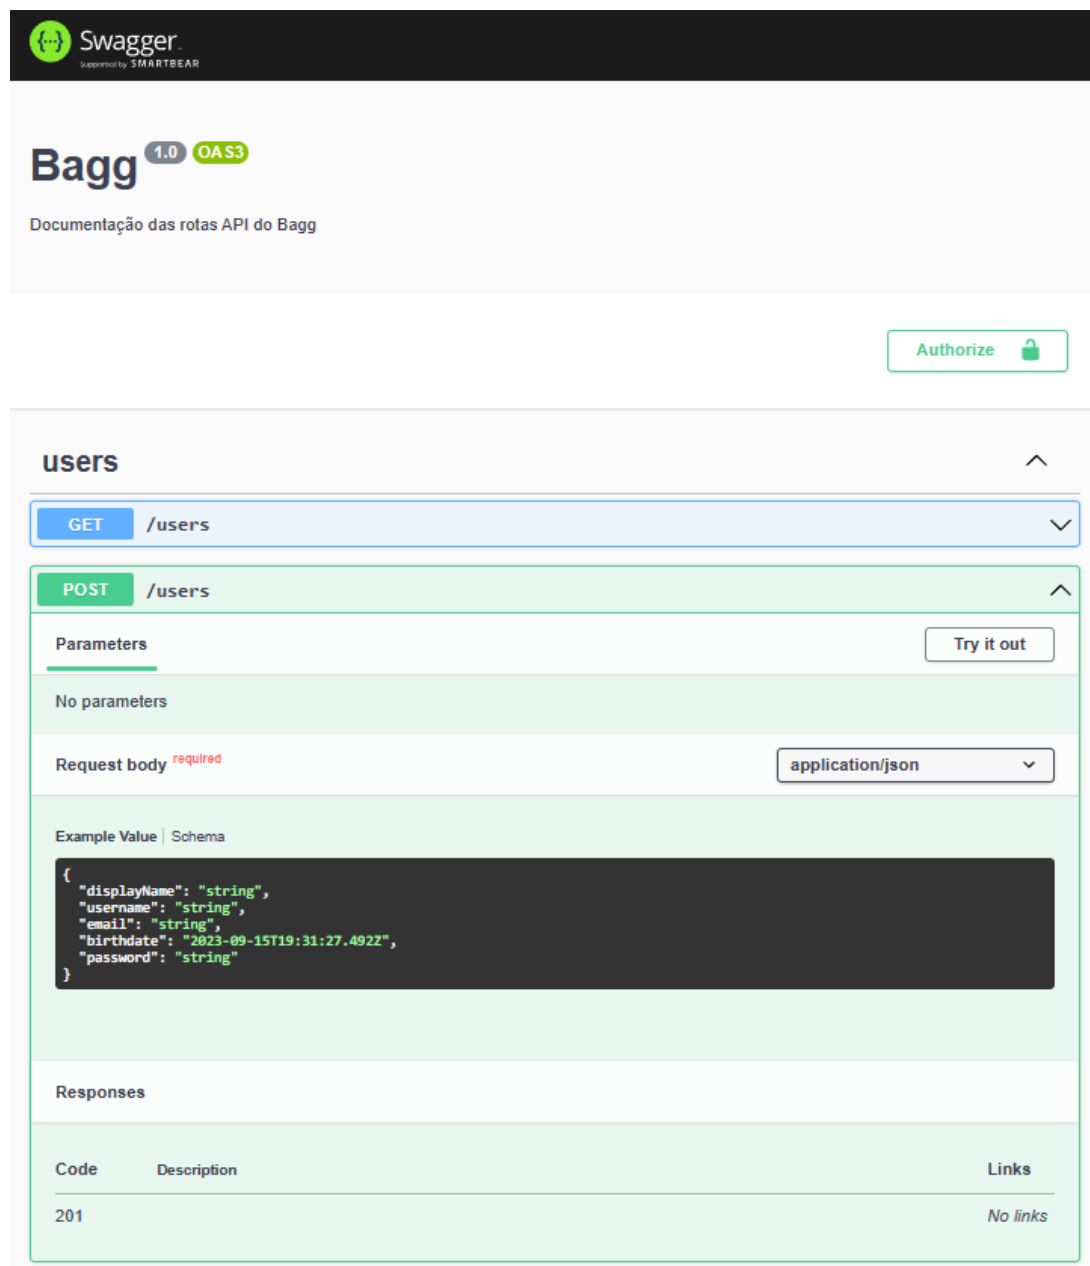 Swagger
Supported by SMARTBEAR
Bagg 1.0 OAS3
Documentação das rotas API do Bagg
Authorize
users
GET /users
POST /users
Parameters Try it out
No parameters
Request body required application/json
Example Value | Schema
{
"displayName": "string",
"username": "string",
"email": "string",
"birthdate": "2023-09-15T19:31:27.492Z",
"password": "string"
}
Responses
Code Description Links
201 No links